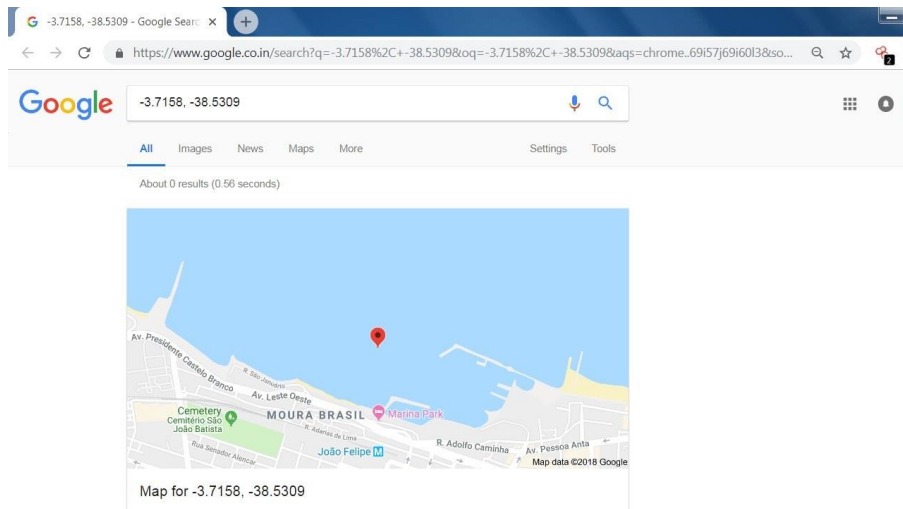 G -3.7158, -38.5309 - Google Searc
https://www.google.co.in/search?q=-3.7158%2C+-38.5309&oq=-3.7158%2C+-38.5309&aqs=chrome..69i57j69i60l3&so...
2
Google
-3.7158, -38.5309
All Images News Maps More Settings Tools
About 0 results (0.56 seconds)
Av. Presidente Castelo Branco
R. São Januario
Av. Leste Oeste
Cemetery
Cemitério São
João Batista
MOURA BRASIL
Marina Park
R. Adarias de Lima
Rua Senador Alencar
João Felipe M
R. Adolfo Caminha
Av. Pessoa Anta
Map data ©2018 Google
Map for -3.7158, -38.5309